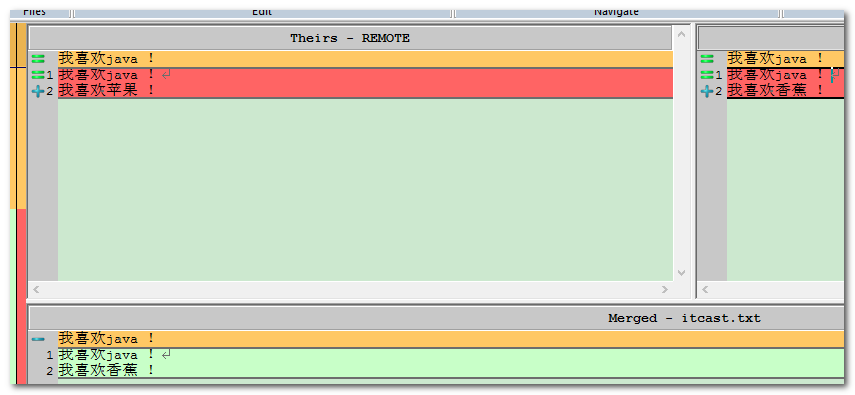 Files Edit Navigate
Theirs - REMOTE
我喜欢java ！
1 我喜欢java ！
2 我喜欢苹果 ！
我喜欢java ！
1 我喜欢java ！
2 我喜欢香蕉 ！
Merged - itcast.txt
我喜欢java ！
1 我喜欢java ！
2 我喜欢香蕉 ！